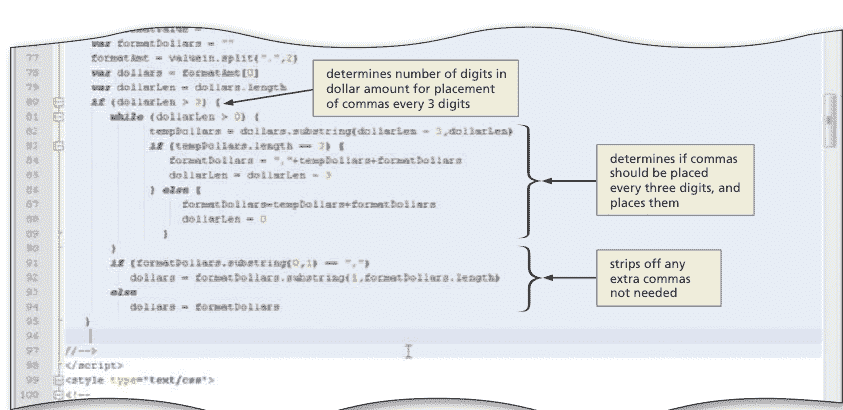 var formatDollars = ""
77 formatAmt = valuein.split(".",2)
78 var dollars = formatAmt[0]
79 var dollarLen = dollars.length
80 if (dollarLen > 3) {
81 while (dollarLen > 0) {
82 tempDollars = dollars.substring(dollarLen - 3,dollarLen)
83 if (tempDollars.length == 3) {
84 formatDollars = ","+tempDollars+formatDollars
85 dollarLen = dollarLen - 3
86 } else {
87 formatDollars=tempDollars+formatDollars
88 dollarLen = 0
89 }
90 }
91 if (formatDollars.substring(0,1) == ",")
92 dollars = formatDollars.substring(1,formatDollars.length)
93 else
94 dollars = formatDollars
95 }
96
97 //-->
98 </script>
99 <style type="text/css">
100 <!--
determines number of digits in
dollar amount for placement
of commas every 3 digits
determines if commas
should be placed
every three digits, and
places them
strips off any
extra commas
not needed